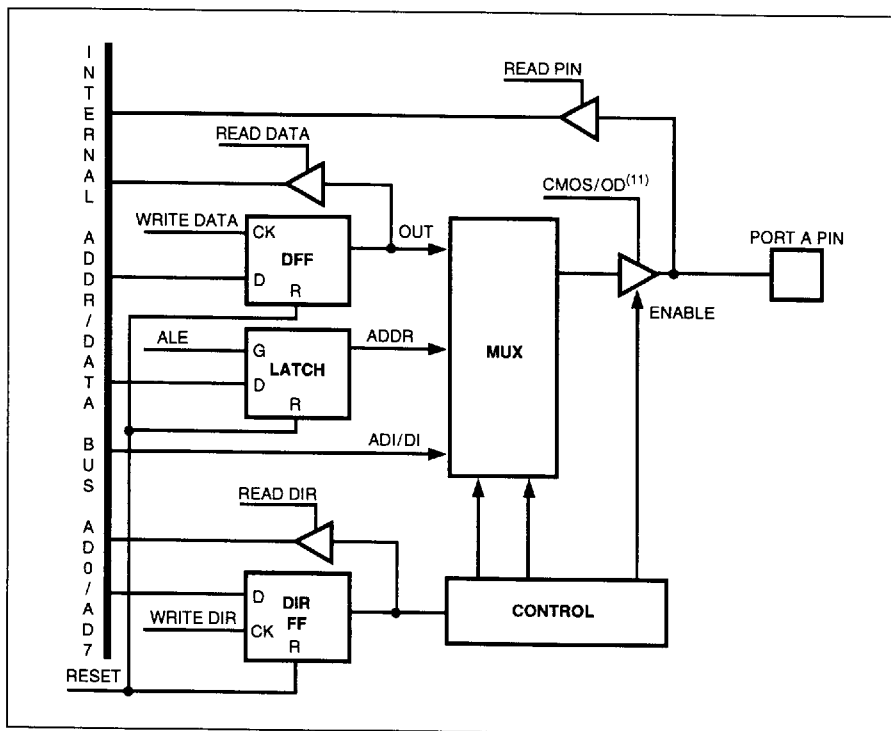 INTERNAL ADDR/DATA BUS AD0/AD7
READ PIN
READ DATA
CMOS/OD(11)
WRITE DATA
CK
DFF
D
R
OUT
PORT A PIN
ENABLE
ALE
G
LATCH
D
R
ADDR
MUX
ADI/DI
READ DIR
D
DIR
FF
WRITE DIR
CK
R
CONTROL
RESET